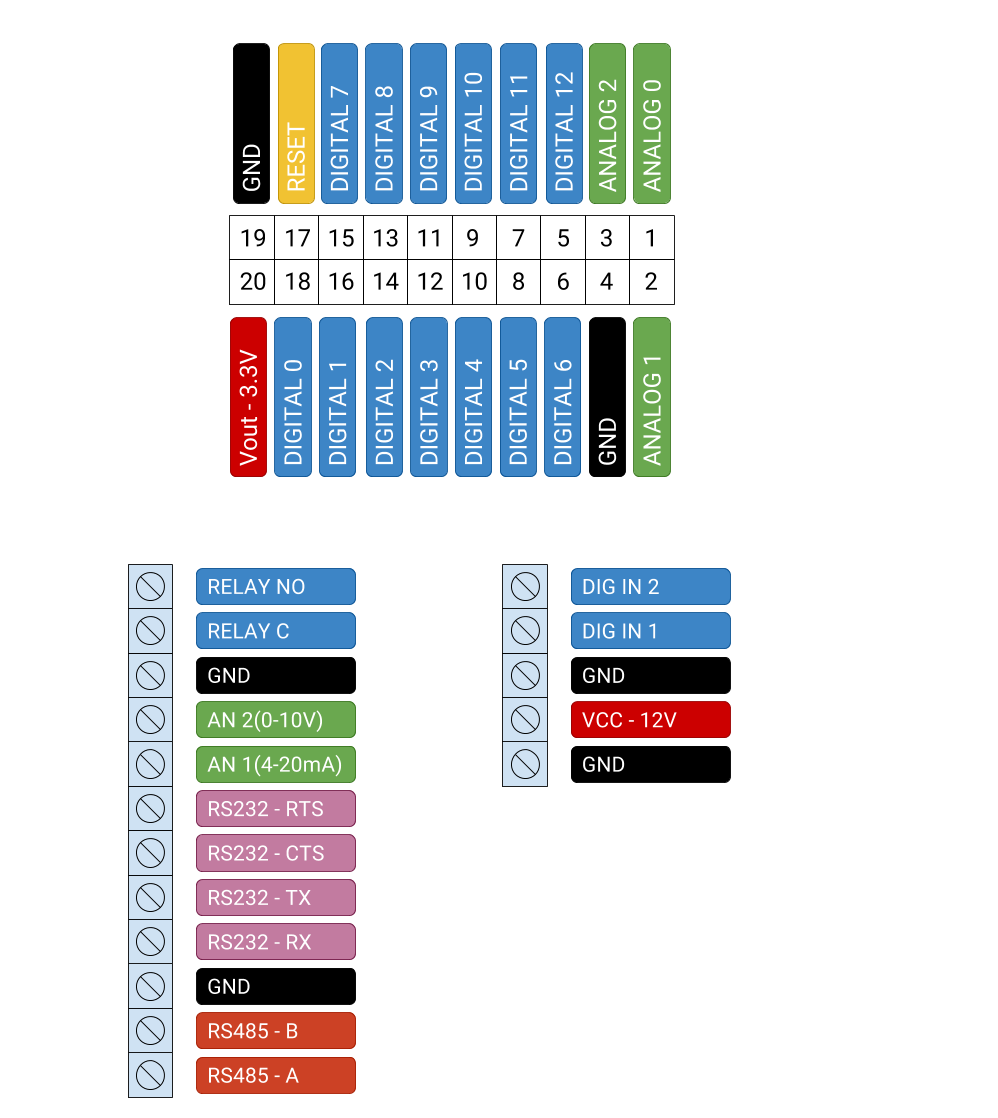 GND
RESET
DIGITAL 7
DIGITAL 8
DIGITAL 9
DIGITAL 10
DIGITAL 11
DIGITAL 12
ANALOG 2
ANALOG 0
19 17 15 13 11 9 7 5 3 1
20 18 16 14 12 10 8 6 4 2
Vout - 3.3V
DIGITAL 0
DIGITAL 1
DIGITAL 2
DIGITAL 3
DIGITAL 4
DIGITAL 5
DIGITAL 6
GND
ANALOG 1
RELAY NO
RELAY C
GND
AN 2(0-10V)
AN 1(4-20mA)
RS232 - RTS
RS232 - CTS
RS232 - TX
RS232 - RX
GND
RS485 - B
RS485 - A
DIG IN 2
DIG IN 1
GND
VCC - 12V
GND